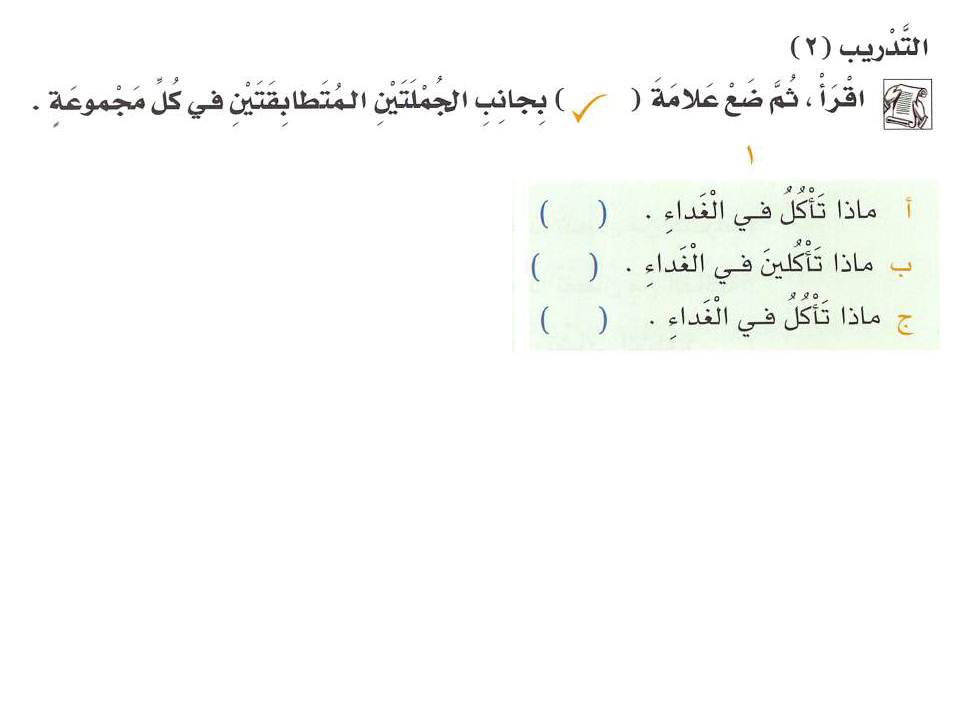 التَّدْريب (٢)
اقْرَأْ ، ثُمَّ ضَعْ عَلامَةَ ( ✓ ) بِجانِبِ الجُمْلَتَيْنِ المُتَطابِقَتَيْنِ في كُلِّ مَجْموعَةٍ .
١
أ ماذا تَأْكُلُ في الْغَداءِ . ( )
ب ماذا تَأْكُلينَ في الْغَداءِ . ( )
ج ماذا تَأْكُلُ في الْغَداءِ . ( )